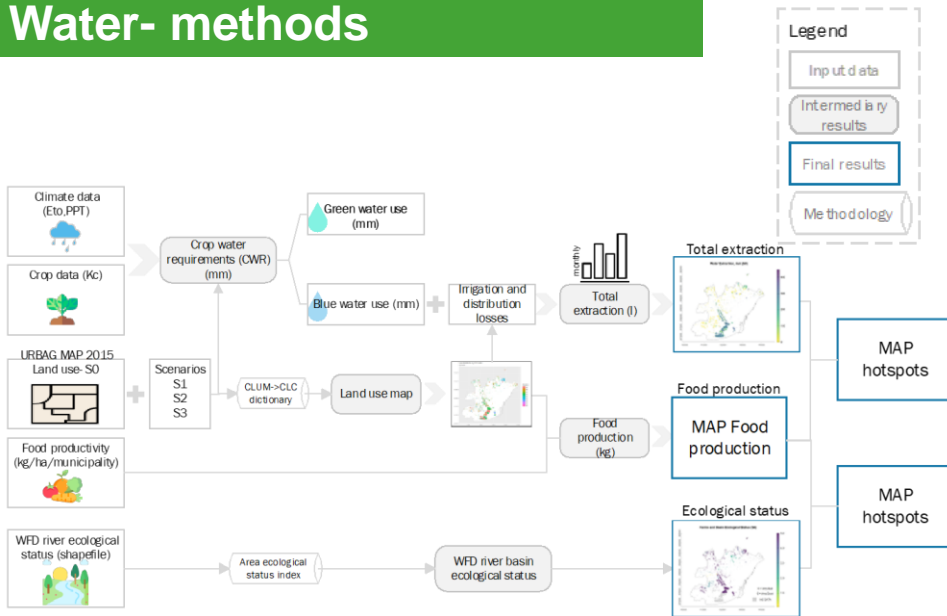 Water- methods
Legend
Input data
Intermediary
results
Final results
Methodology
Climate data
(Eto,PPT)
Crop data (Kc)
Crop water
requirements (CWR)
(mm)
Green water use
(mm)
Blue water use (mm)
Irrigation and
distribution
losses
monthly
Total
extraction (l)
Total extraction
URBAG MAP 2015
Land use- S0
Scenarios
S1
S2
S3
CLUM->CLC
dictionary
Land use map
Food productivity
(kg/ha/municipality)
Food
production
(kg)
Food production
MAP Food
production
WFD river ecological
status (shapefile)
Area ecological
status index
WFD river basin
ecological status
Ecological status
MAP
hotspots
MAP
hotspots